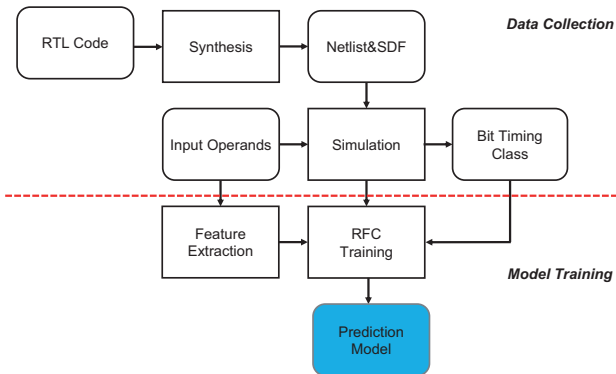 Data Collection
RTL Code
Synthesis
Netlist&SDF
Input Operands
Simulation
Bit Timing
Class
Feature
Extraction
RFC
Training
Model Training
Prediction
Model